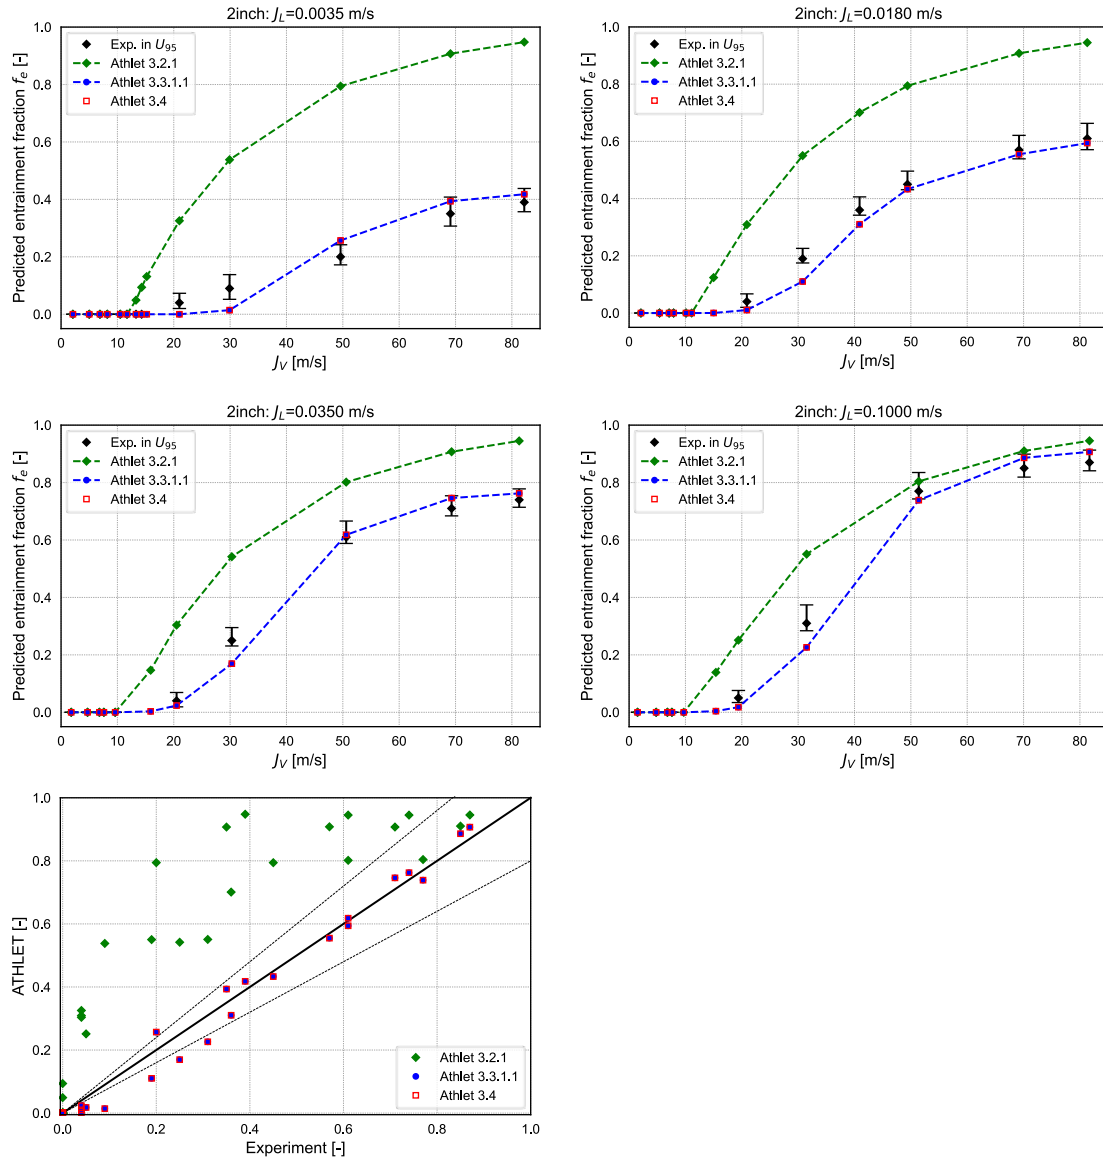 2inch: J_L=0.0035 m/s
Predicted entrainment fraction f_e [-]
1.0
0.8
0.6
0.4
0.2
0.0
Exp. in U_95
Athlet 3.2.1
Athlet 3.3.1.1
Athlet 3.4
0 10 20 30 40 50 60 70 80
J_V [m/s]
2inch: J_L=0.0180 m/s
Predicted entrainment fraction f_e [-]
1.0
0.8
0.6
0.4
0.2
0.0
Exp. in U_95
Athlet 3.2.1
Athlet 3.3.1.1
Athlet 3.4
0 10 20 30 40 50 60 70 80
J_V [m/s]
2inch: J_L=0.0350 m/s
Predicted entrainment fraction f_e [-]
1.0
0.8
0.6
0.4
0.2
0.0
Exp. in U_95
Athlet 3.2.1
Athlet 3.3.1.1
Athlet 3.4
0 10 20 30 40 50 60 70 80
J_V [m/s]
2inch: J_L=0.1000 m/s
Predicted entrainment fraction f_e [-]
1.0
0.8
0.6
0.4
0.2
0.0
Exp. in U_95
Athlet 3.2.1
Athlet 3.3.1.1
Athlet 3.4
0 10 20 30 40 50 60 70 80
J_V [m/s]
ATHLET [-]
1.0
0.8
0.6
0.4
0.2
0.0
Athlet 3.2.1
Athlet 3.3.1.1
Athlet 3.4
0.0 0.2 0.4 0.6 0.8 1.0
Experiment [-]